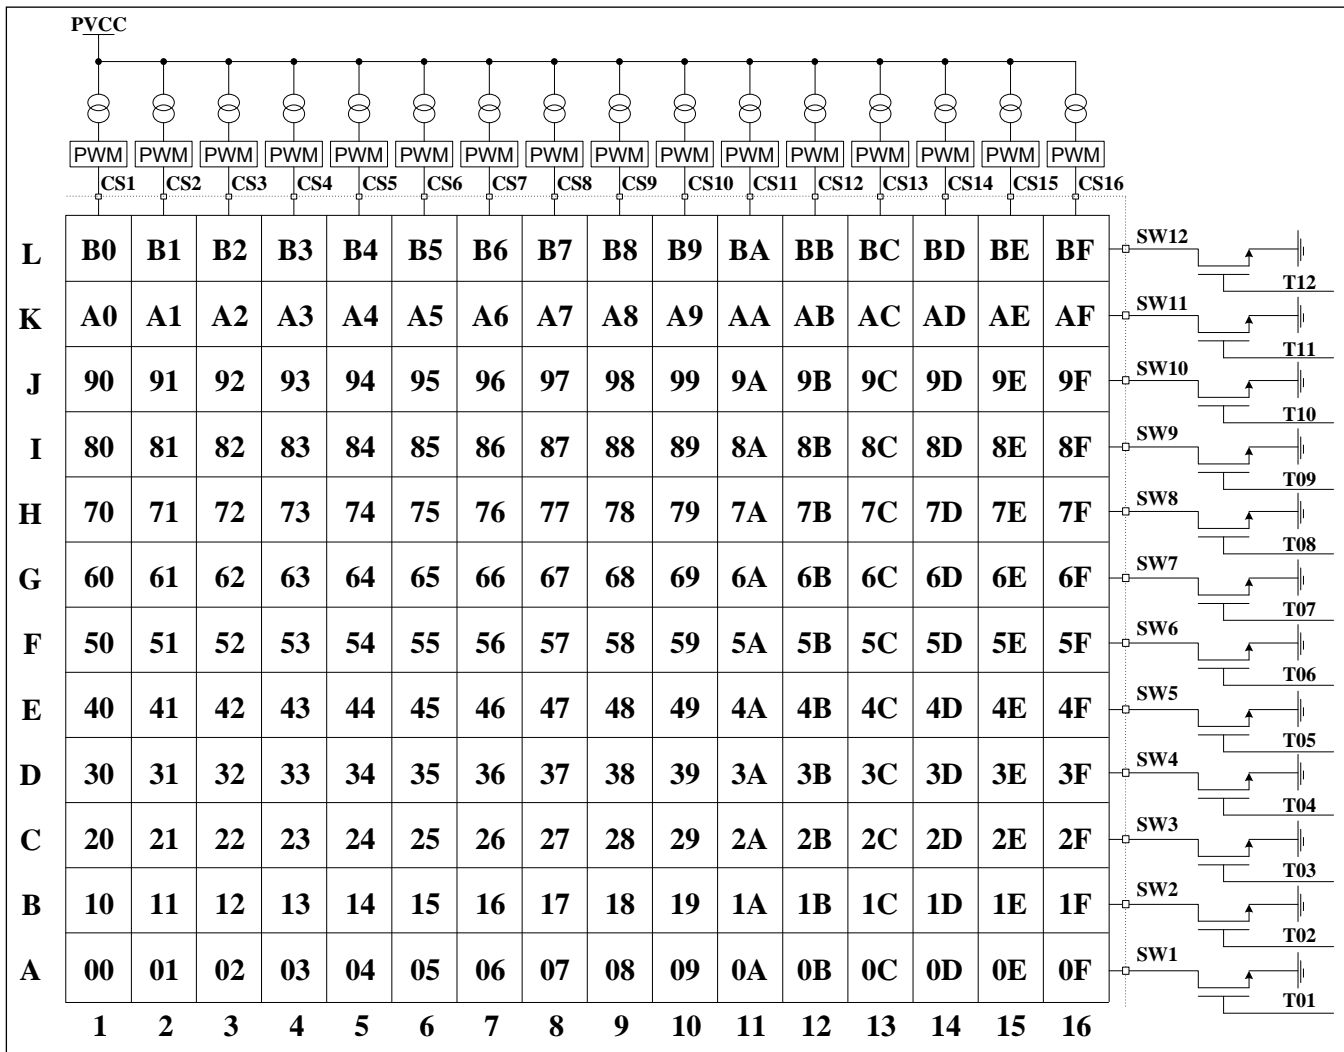 PVCC
PWM PWM PWM PWM PWM PWM PWM PWM PWM PWM PWM PWM PWM PWM PWM PWM
CS1 CS2 CS3 CS4 CS5 CS6 CS7 CS8 CS9 CS10 CS11 CS12 CS13 CS14 CS15 CS16
L B0 B1 B2 B3 B4 B5 B6 B7 B8 B9 BA BB BC BD BE BF SW12
T12
K A0 A1 A2 A3 A4 A5 A6 A7 A8 A9 AA AB AC AD AE AF SW11
T11
J 90 91 92 93 94 95 96 97 98 99 9A 9B 9C 9D 9E 9F SW10
T10
I 80 81 82 83 84 85 86 87 88 89 8A 8B 8C 8D 8E 8F SW9
T09
H 70 71 72 73 74 75 76 77 78 79 7A 7B 7C 7D 7E 7F SW8
T08
G 60 61 62 63 64 65 66 67 68 69 6A 6B 6C 6D 6E 6F SW7
T07
F 50 51 52 53 54 55 56 57 58 59 5A 5B 5C 5D 5E 5F SW6
T06
E 40 41 42 43 44 45 46 47 48 49 4A 4B 4C 4D 4E 4F SW5
T05
D 30 31 32 33 34 35 36 37 38 39 3A 3B 3C 3D 3E 3F SW4
T04
C 20 21 22 23 24 25 26 27 28 29 2A 2B 2C 2D 2E 2F SW3
T03
B 10 11 12 13 14 15 16 17 18 19 1A 1B 1C 1D 1E 1F SW2
T02
A 00 01 02 03 04 05 06 07 08 09 0A 0B 0C 0D 0E 0F SW1
T01
1 2 3 4 5 6 7 8 9 10 11 12 13 14 15 16